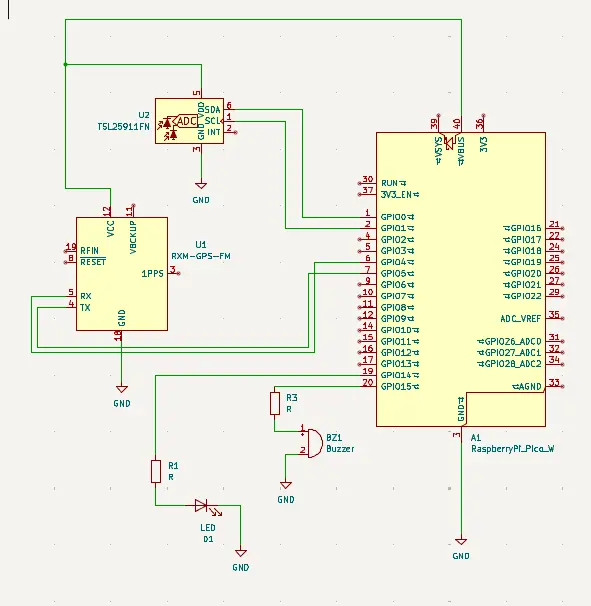 U2
TSL25911FN
ADC
VDD
GND
SDA
SCL
INT
5
6
1
2
3
GND
39
40
36
VSYS
VBUS
3V3
30 RUN
37 3V3_EN
1 GPIO0
2 GPIO1
4 GPIO2
5 GPIO3
6 GPIO4
7 GPIO5
9 GPIO6
10 GPIO7
11 GPIO8
12 GPIO9
14 GPIO10
15 GPIO11
16 GPIO12
17 GPIO13
19 GPIO14
20 GPIO15
GPIO16 21
GPIO17 22
GPIO18 24
GPIO19 25
GPIO20 26
GPIO21 27
GPIO22 29
ADC_VREF 35
GPIO26_ADC0 31
GPIO27_ADC1 32
GPIO28_ADC2 34
AGND 33
GND
3
A1
RaspberryPi_Pico_W
GND
12
11
VCC
VBCKUP
U1
RXM-GPS-FM
19 RFIN
8 RESET
1PPS 3
5 RX
4 TX
GND
18
GND
R3
R
1
2
BZ1
Buzzer
GND
R1
R
LED
D1
GND